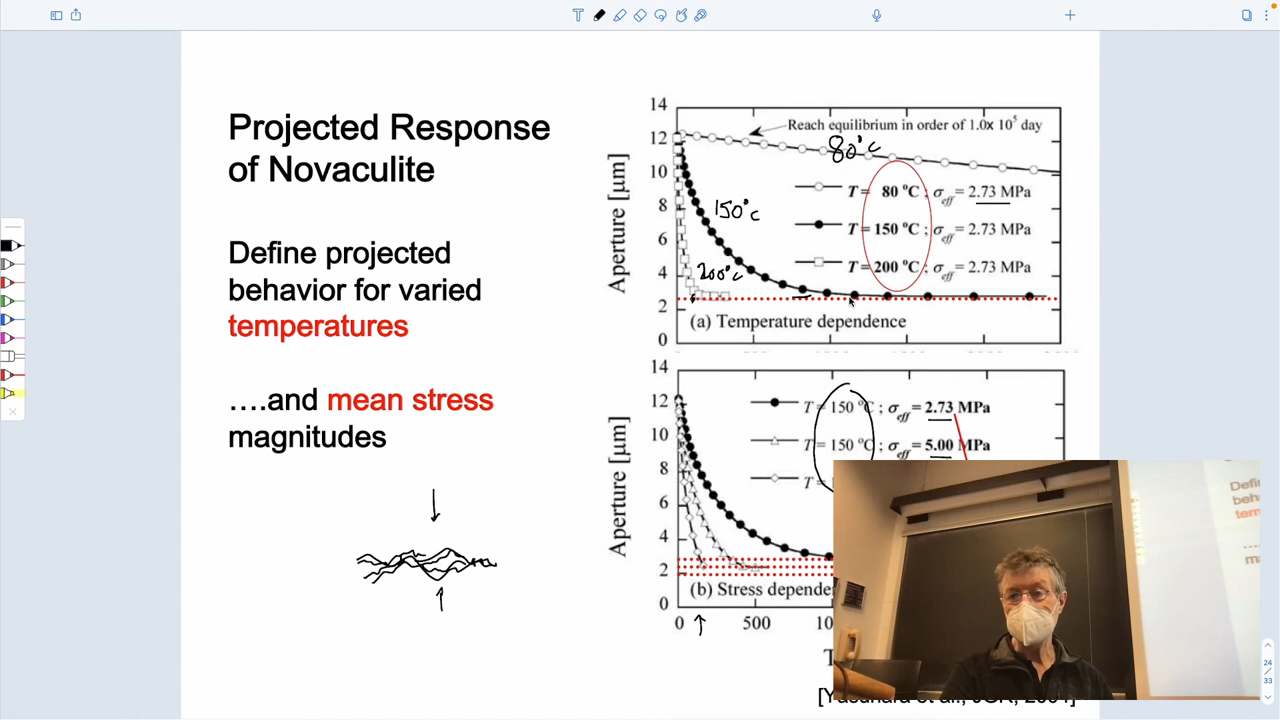 Projected Response
of Novaculite
Define projected
behavior for varied
temperatures
….and mean stress
magnitudes
14
12
10
8
6
4
2
0
Aperture [µm]
Reach equilibrium in order of 1.0x 10⁵ day
80°C
150°C
200°C
T = 80 °C ; σeff = 2.73 MPa
T = 150 °C ; σeff = 2.73 MPa
T = 200 °C ; σeff = 2.73 MPa
(a) Temperature dependence
14
12
10
8
6
4
2
0
Aperture [µm]
T = 150 °C ; σeff = 2.73 MPa
T = 150 °C ; σeff = 5.00 MPa
T =
(b) Stress depende
0 500 10
T
24
33